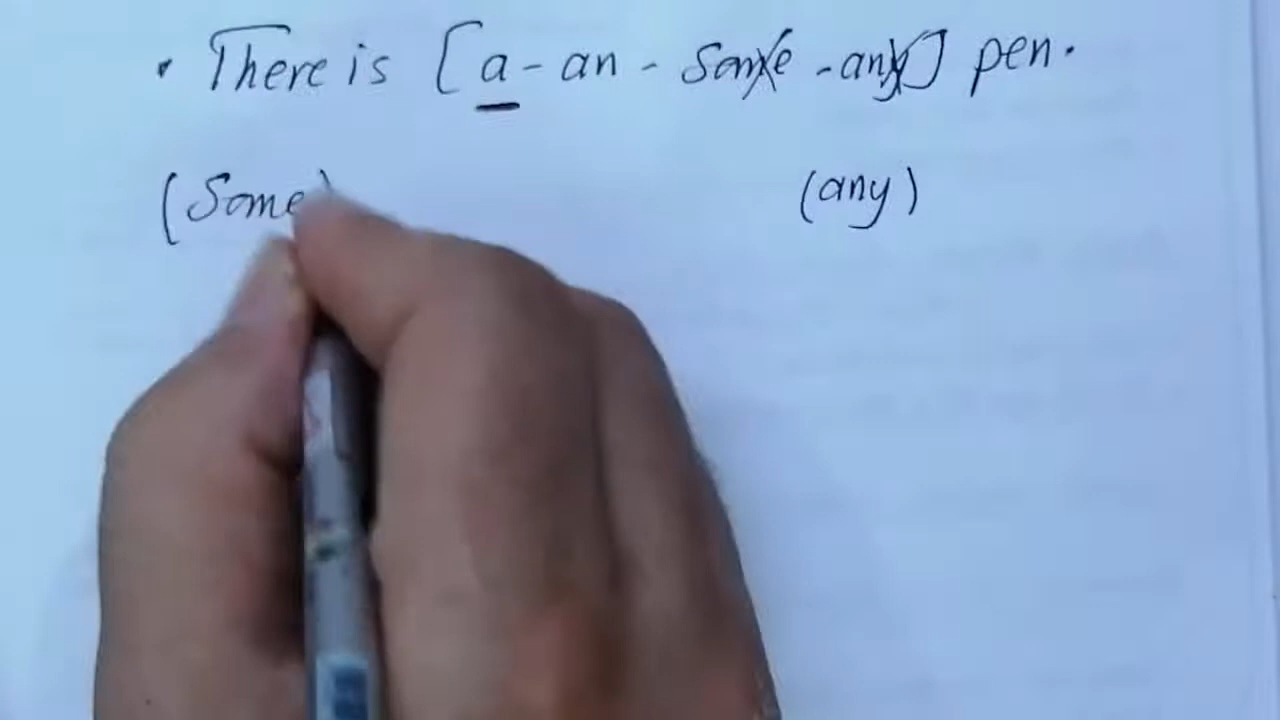 • There is [a - an - some - any] pen.
(Some) (any)